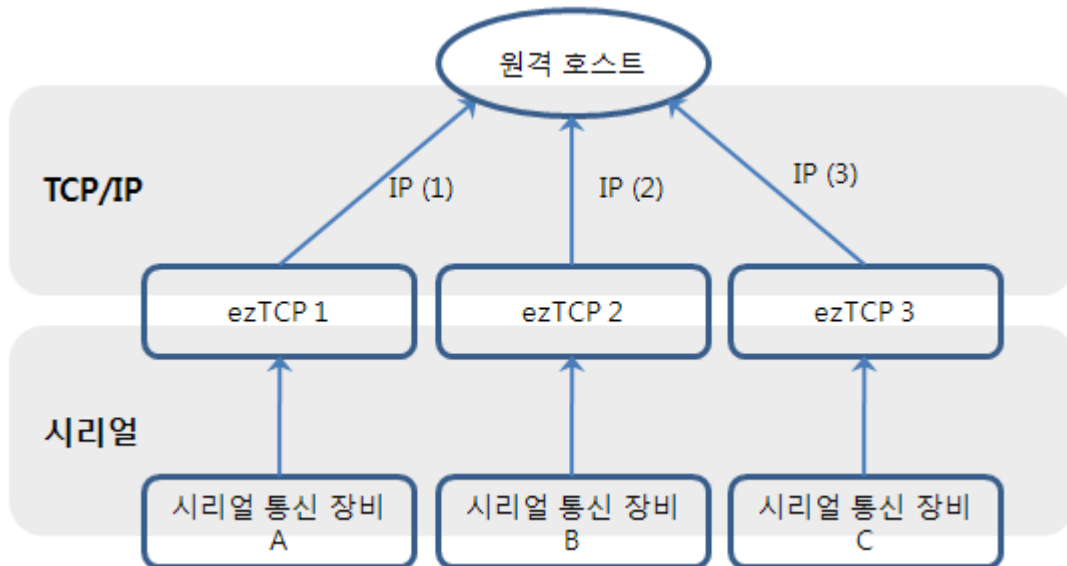 원격 호스트
TCP/IP
IP (1)
IP (2)
IP (3)
ezTCP 1
ezTCP 2
ezTCP 3
시리얼
시리얼 통신 장비
A
시리얼 통신 장비
B
시리얼 통신 장비
C